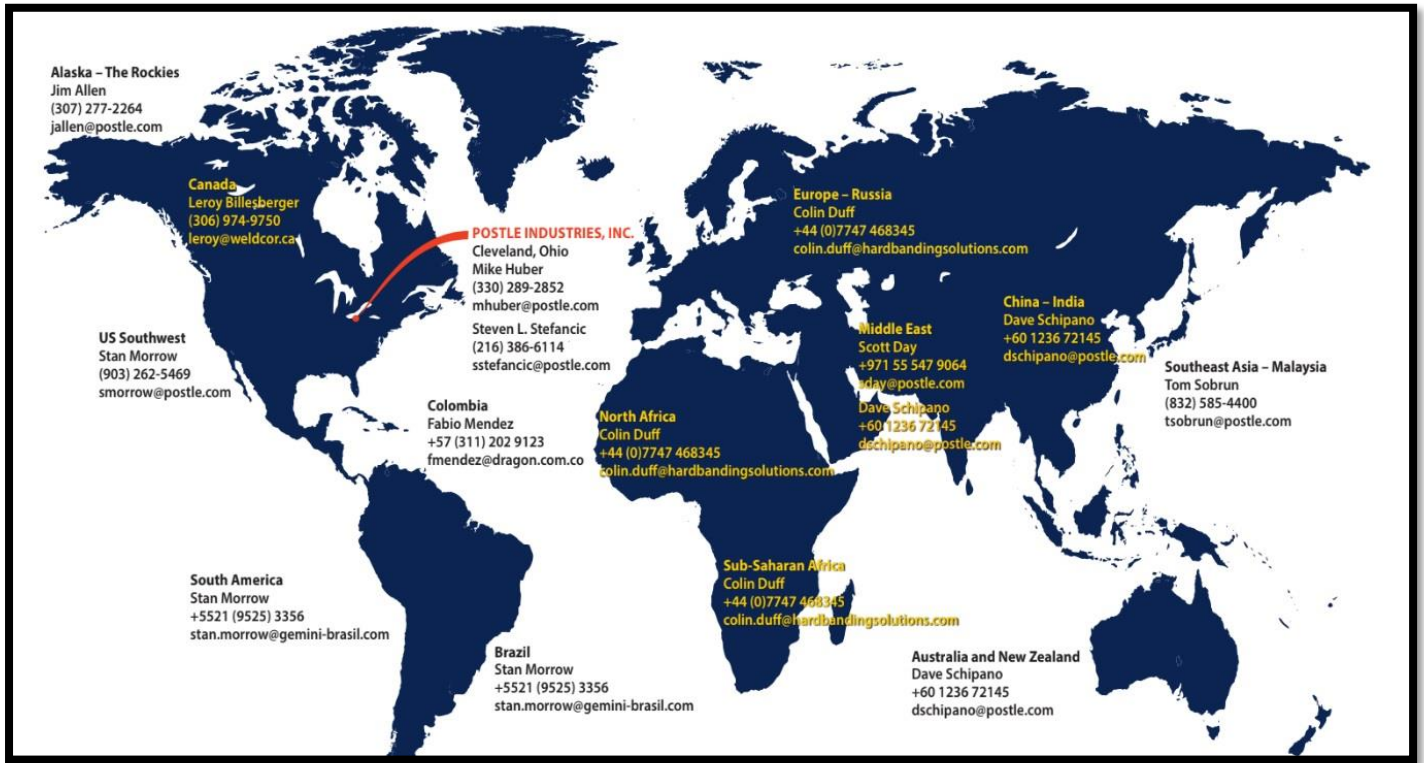 Alaska – The Rockies
Jim Allen
(307) 277-2264
jallen@postle.com
Canada
Leroy Billesberger
(306) 974-9750
leroy@weldcor.ca
POSTLE INDUSTRIES, INC.
Cleveland, Ohio
Mike Huber
(330) 289-2852
mhuber@postle.com
Steven L. Stefancic
(216) 386-6114
sstefancic@postle.com
Europe – Russia
Colin Duff
+44 (0)7747 468345
colin.duff@hardbandingsolutions.com
US Southwest
Stan Morrow
(903) 262-5469
smorrow@postle.com
Middle East
Scott Day
+971 55 547 9064
sday@postle.com
Dave Schipano
+60 1236 72145
dschipano@postle.com
China – India
Dave Schipano
+60 1236 72145
dschipano@postle.com
Southeast Asia – Malaysia
Tom Sobrun
(832) 585-4400
tsobrun@postle.com
Colombia
Fabio Mendez
+57 (311) 202 9123
fmendez@dragon.com.co
North Africa
Colin Duff
+44 (0)7747 468345
colin.duff@hardbandingsolutions.com
South America
Stan Morrow
+5521 (9525) 3356
stan.morrow@gemini-brasil.com
Brazil
Stan Morrow
+5521 (9525) 3356
stan.morrow@gemini-brasil.com
Sub-Saharan Africa
Colin Duff
+44 (0)7747 468345
colin.duff@hardbandingsolutions.com
Australia and New Zealand
Dave Schipano
+60 1236 72145
dschipano@postle.com